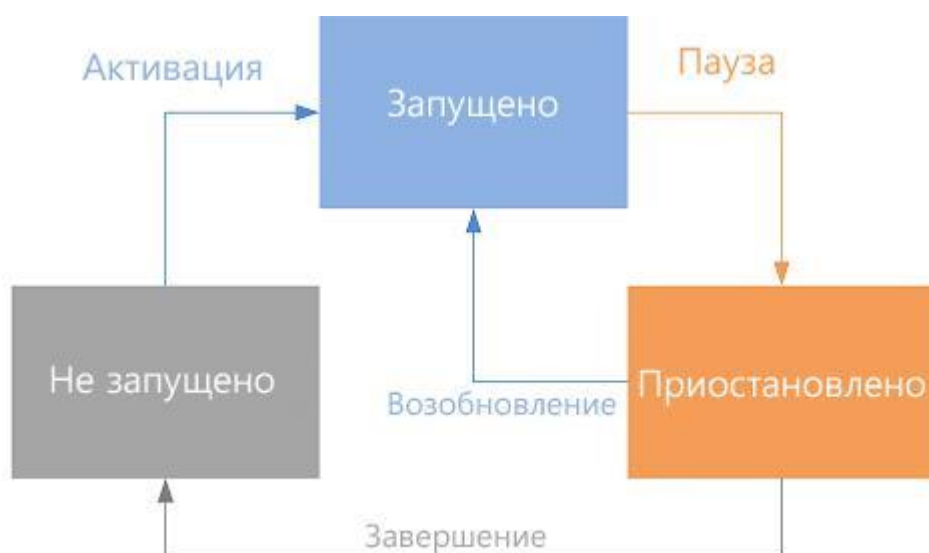 Активация
Запущено
Пауза
Не запущено
Возобновление
Приостановлено
Завершение